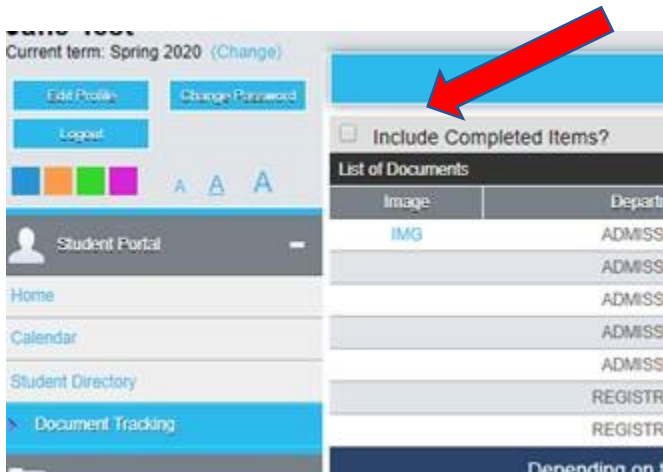 Current term: Spring 2020 (Change)
Edit Profile
Change Password
Logout
A A A
Student Portal
Home
Calendar
Student Directory
Document Tracking
Include Completed Items?
List of Documents
Image Departm
IMG ADMISS
ADMISS
ADMISS
ADMISS
ADMISS
REGISTR
REGISTR
Depending on